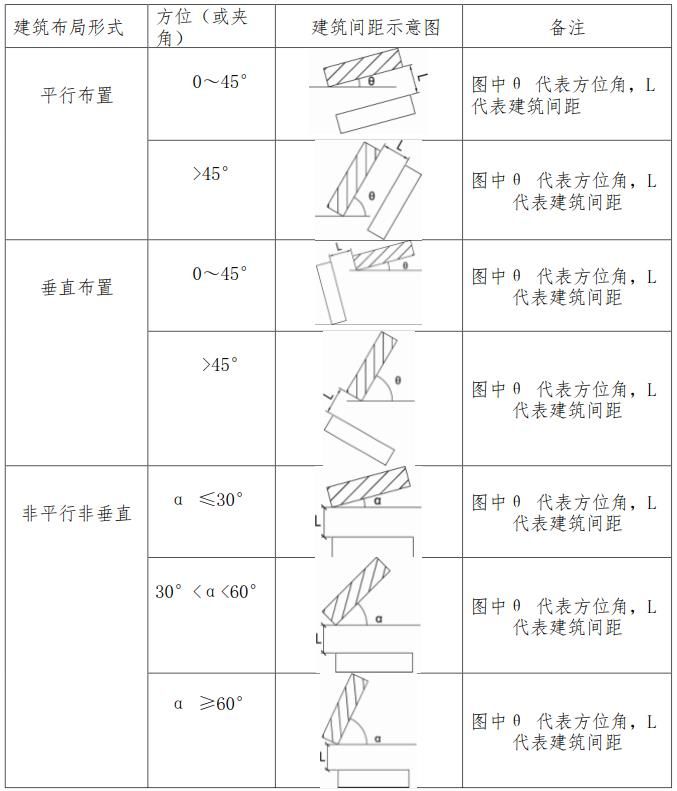 建筑布局形式
方位（或夹
角）
建筑间距示意图
备注
平行布置
0～45°
θ
L
图中θ 代表方位角，L
代表建筑间距
>45°
L
θ
图中θ 代表方位角，L
代表建筑间距
垂直布置
0～45°
L
θ
图中θ 代表方位角，L
代表建筑间距
>45°
θ
L
图中θ 代表方位角，L
代表建筑间距
非平行非垂直
α ≤30°
α
L
图中θ 代表方位角，L
代表建筑间距
30°<α<60°
α
L
图中θ 代表方位角，L
代表建筑间距
α ≥60°
α
L
图中θ 代表方位角，L
代表建筑间距